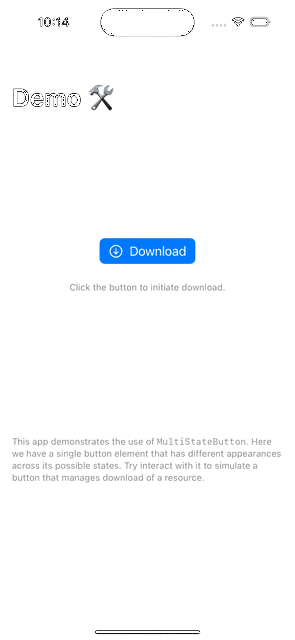 10:14
Demo 🛠️
Download
Click the button to initiate download.
This app demonstrates the use of MultiStateButton. Here
we have a single button element that has different appearances
across its possible states. Try interact with it to simulate a
button that manages download of a resource.